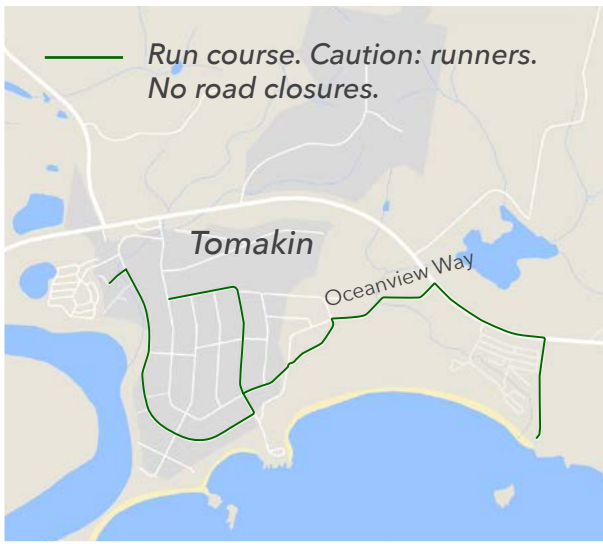 Run course. Caution: runners.
No road closures.
Tomakin
Oceanview Way